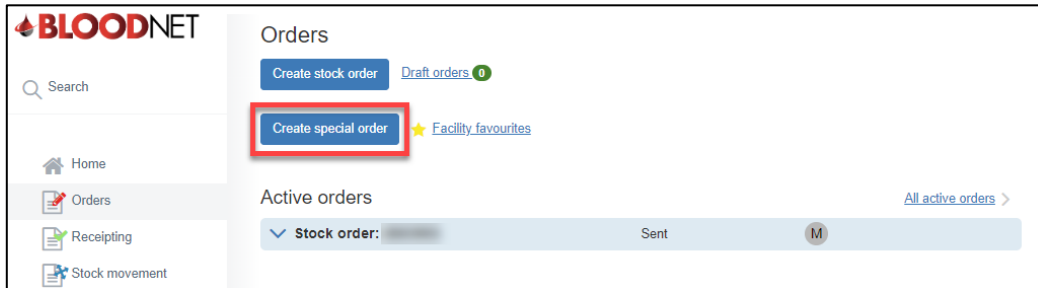 BLOODNET
Search
Home
Orders
Receipting
Stock movement
Orders
Create stock order Draft orders 0
Create special order Facility favourites
Active orders All active orders
Stock order: Sent M